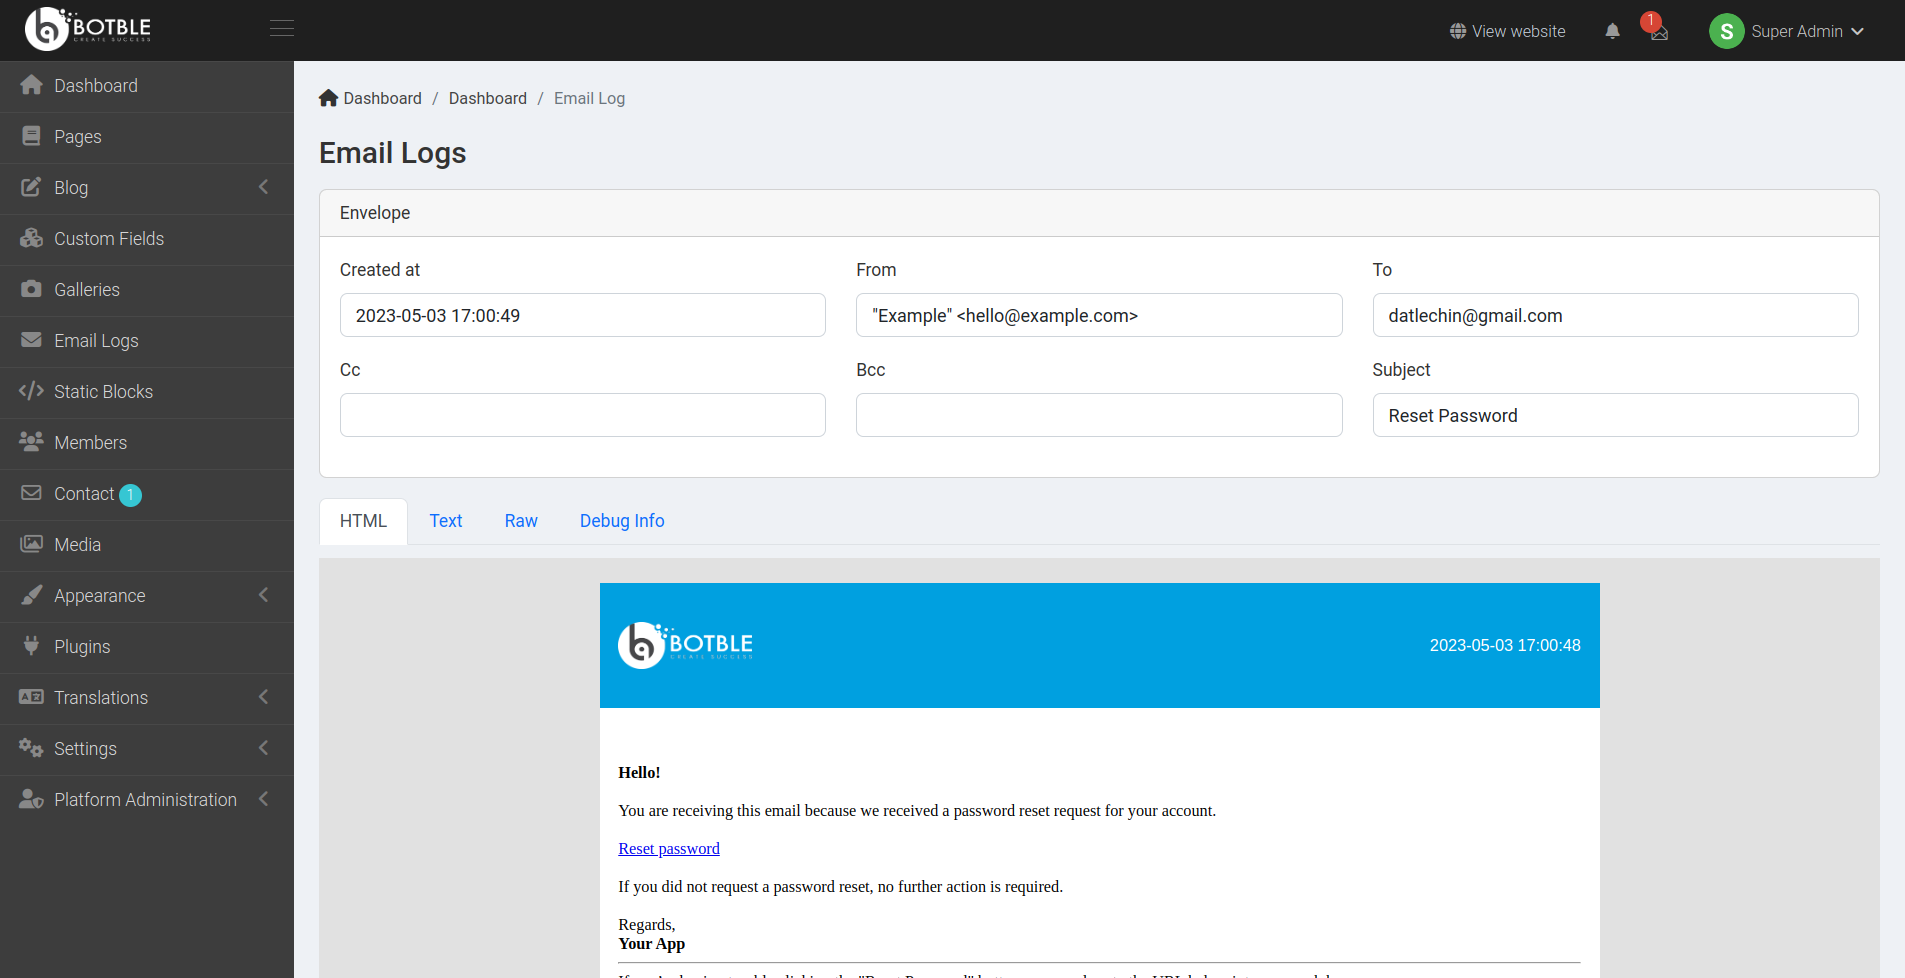 BOTBLE
CREATE SUCCESS
View website
1
S
Super Admin
Dashboard
Pages
Blog
Custom Fields
Galleries
Email Logs
Static Blocks
Members
Contact 1
Media
Appearance
Plugins
Translations
Settings
Platform Administration
Dashboard / Dashboard / Email Log
Email Logs
Envelope
Created at
From
To
2023-05-03 17:00:49
"Example" <hello@example.com>
datlechin@gmail.com
Cc
Bcc
Subject
Reset Password
HTML
Text
Raw
Debug Info
BOTBLE
CREATE SUCCESS
2023-05-03 17:00:48
Hello!
You are receiving this email because we received a password reset request for your account.
Reset password
If you did not request a password reset, no further action is required.
Regards,
Your App